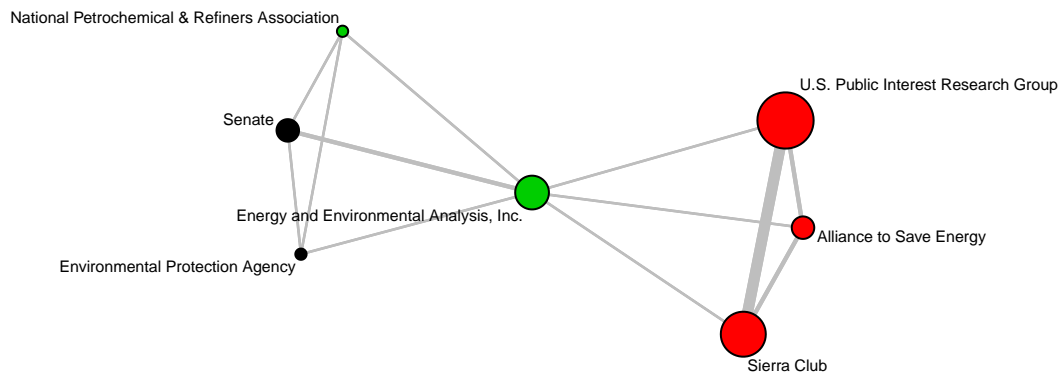 National Petrochemical & Refiners Association
U.S. Public Interest Research Group
Senate
Energy and Environmental Analysis, Inc.
Alliance to Save Energy
Environmental Protection Agency
Sierra Club